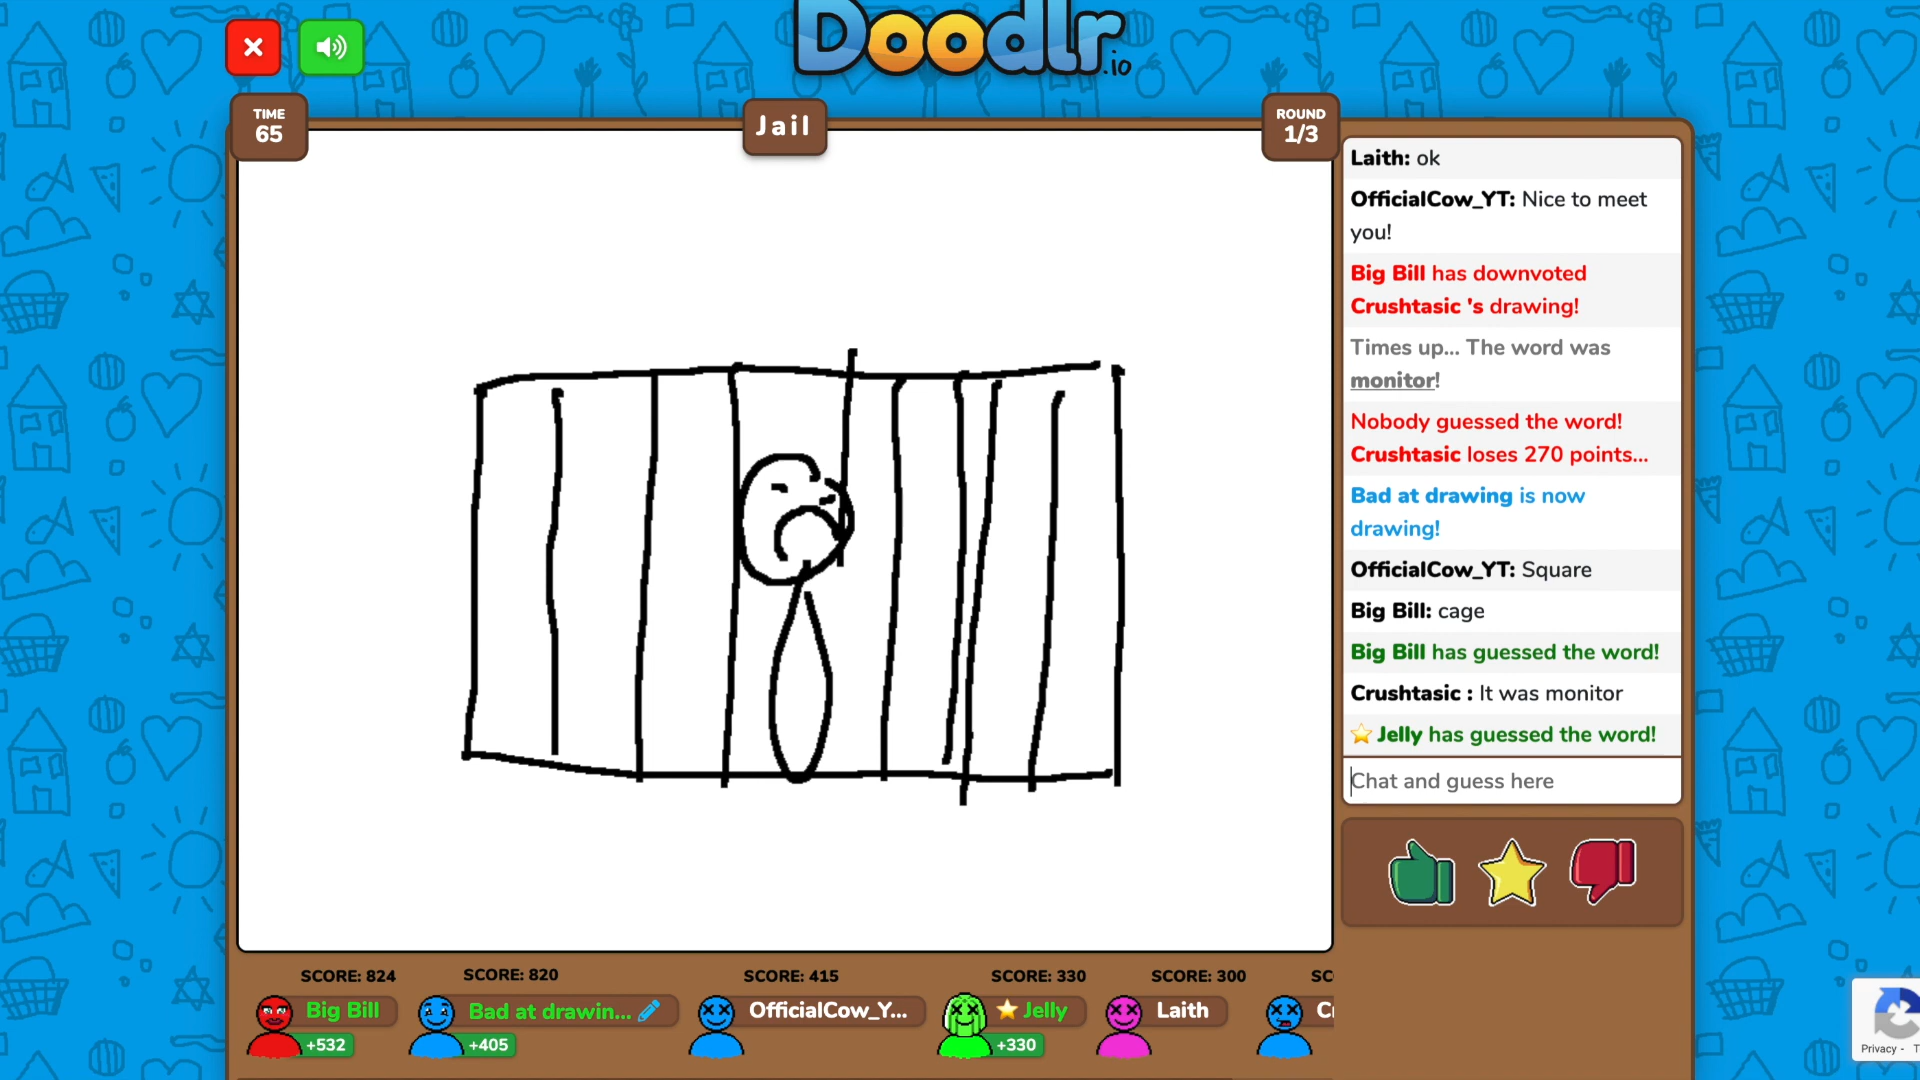 Doodlr.io
TIME
65
Jail
ROUND
1/3
Laith: ok
OfficialCow_YT: Nice to meet
you!
Big Bill has downvoted
Crushtasic 's drawing!
Times up... The word was
monitor!
Nobody guessed the word!
Crushtasic loses 270 points...
Bad at drawing is now
drawing!
OfficialCow_YT: Square
Big Bill: cage
Big Bill has guessed the word!
Crushtasic : It was monitor
Jelly has guessed the word!
Chat and guess here
SCORE: 824
Big Bill
+532
SCORE: 820
Bad at drawin...
+405
SCORE: 415
OfficialCow_Y...
SCORE: 330
Jelly
+330
SCORE: 300
Laith
Privacy -